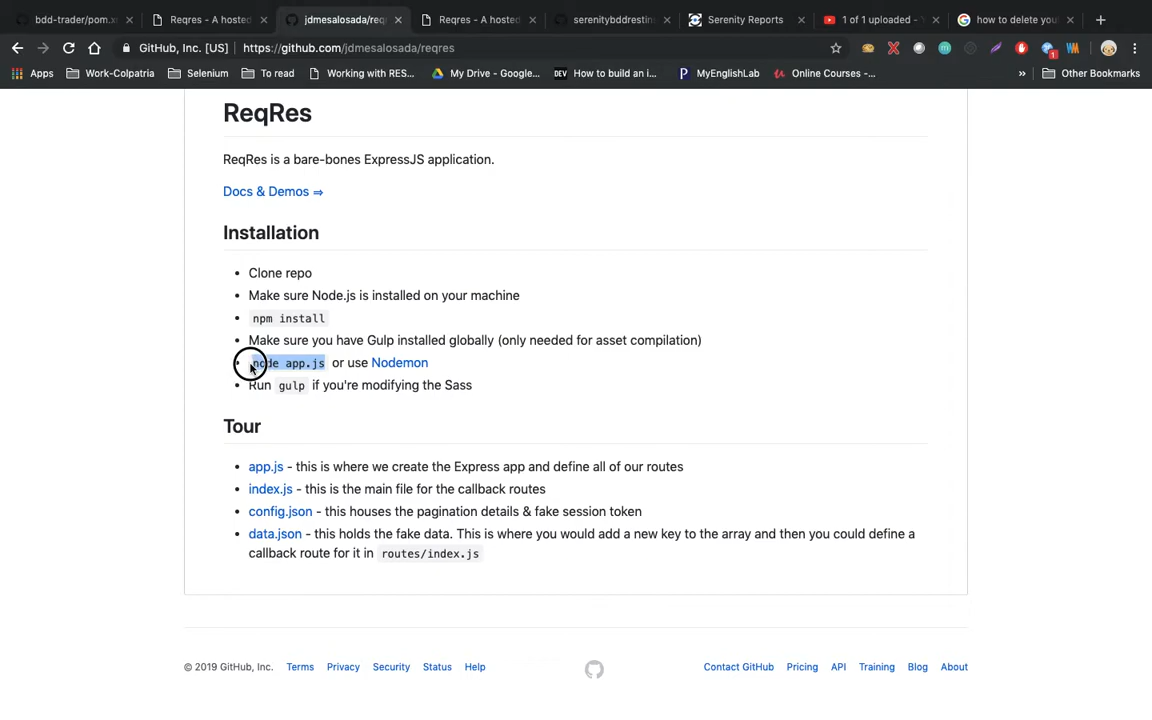 bdd-trader/pom.x
Reqres - A hosted
jdmesalosada/reqr
Reqres - A hosted
serenitybddrestin
Serenity Reports
1 of 1 uploaded -
how to delete you
GitHub, Inc. [US]
https://github.com/jdmesalosada/reqres
1
Apps
Work-Colpatria
Selenium
To read
Working with RES...
My Drive - Google...
DEV
How to build an i...
MyEnglishLab
Online Courses -...
»
Other Bookmarks
ReqRes
ReqRes is a bare-bones ExpressJS application.
Docs & Demos ⇒
Installation
• Clone repo
• Make sure Node.js is installed on your machine
• npm install
• Make sure you have Gulp installed globally (only needed for asset compilation)
• node app.js or use Nodemon
• Run gulp if you're modifying the Sass
Tour
• app.js - this is where we create the Express app and define all of our routes
• index.js - this is the main file for the callback routes
• config.json - this houses the pagination details & fake session token
• data.json - this holds the fake data. This is where you would add a new key to the array and then you could define a
callback route for it in routes/index.js
© 2019 GitHub, Inc.
Terms
Privacy
Security
Status
Help
Contact GitHub
Pricing
API
Training
Blog
About